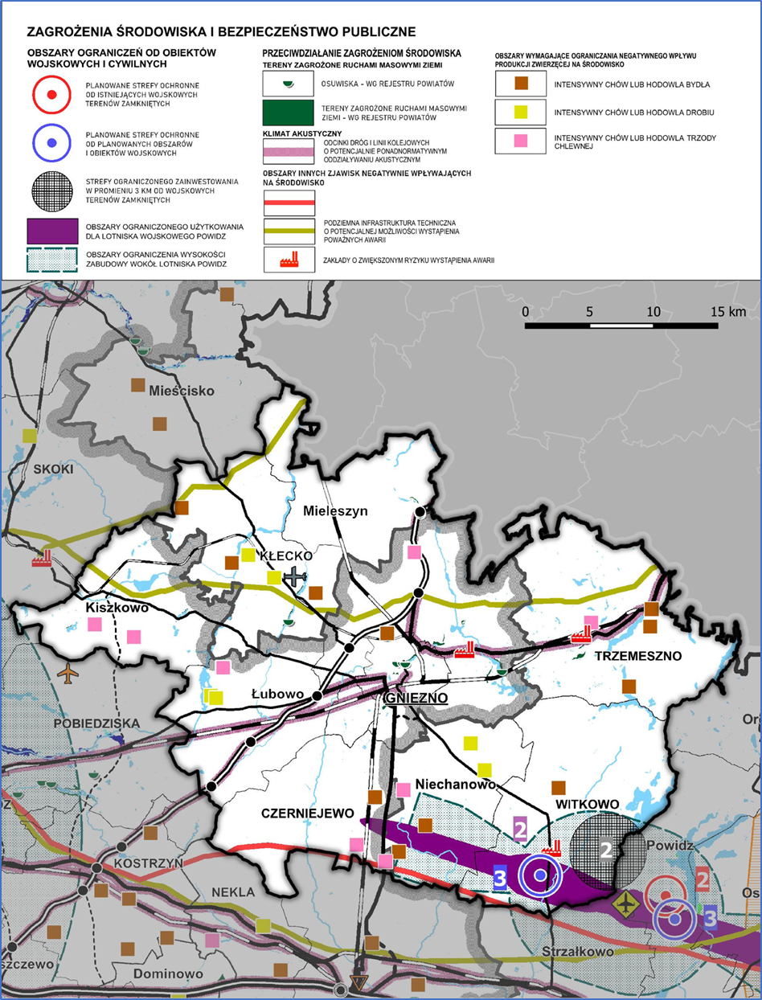 ZAGROŻENIA ŚRODOWISKA I BEZPIECZEŃSTWO PUBLICZNE
OBSZARY OGRANICZEŃ OD OBIEKTÓW
WOJSKOWYCH I CYWILNYCH
PLANOWANE STREFY OCHRONNE
OD ISTNIEJĄCYCH WOJSKOWYCH
TERENÓW ZAMKNIĘTYCH
PLANOWANE STREFY OCHRONNE
OD PLANOWANYCH OBSZARÓW
I OBIEKTÓW WOJSKOWYCH
STREFY OGRANICZONEGO ZAINWESTOWANIA
W PROMIENIU 3 KM OD WOJSKOWYCH
TERENÓW ZAMKNIĘTYCH
OBSZARY OGRANICZONEGO UŻYTKOWANIA
DLA LOTNISKA WOJSKOWEGO POWIDZ
OBSZARY OGRANICZENIA WYSOKOŚCI
ZABUDOWY WOKÓŁ LOTNISKA POWIDZ
PRZECIWDZIAŁANIE ZAGROŻENIOM ŚRODOWISKA
TERENY ZAGROŻONE RUCHAMI MASOWYMI ZIEMI
OSUWISKA - WG REJESTRU POWIATÓW
TERENY ZAGROŻONE RUCHAMI MASOWYMI
ZIEMI - WG REJESTRU POWIATÓW
KLIMAT AKUSTYCZNY
ODCINKI DRÓG I LINII KOLEJOWYCH
O POTENCJALNIE PONADNORMATYWNYM
ODDZIAŁYWANIU AKUSTYCZNYM
OBSZARY INNYCH ZJAWISK NEGATYWNIE WPŁYWAJĄCYCH
NA ŚRODOWISKO
PODZIEMNA INFRASTRUKTURA TECHNICZNA
O POTENCJALNEJ MOŻLIWOŚCI WYSTĄPIENIA
POWAŻNYCH AWARII
ZAKŁADY O ZWIĘKSZONYM RYZYKU WYSTĄPIENIA AWARII
OBSZARY WYMAGAJĄCE OGRANICZANIA NEGATYWNEGO WPŁYWU
PRODUKCJI ZWIERZĘCEJ NA ŚRODOWISKO
INTENSYWNY CHÓW LUB HODOWLA BYDŁA
INTENSYWNY CHÓW LUB HODOWLA DROBIU
INTENSYWNY CHÓW LUB HODOWLA TRZODY
CHLEWNEJ
0 5 10 15 km
Mieścisko
SKOKI
Mieleszyn
KŁECKO
Kiszkowo
TRZEMESZNO
Łubowo
GNIEZNO
POBIEDZISKA
Or
Niechanowo
WITKOWO
Z
CZERNIEJEWO
2
2
Powidz
KOSTRZYN
3
2
NEKLA
Os
3
Strzałkowo
szczewo
Dominowo